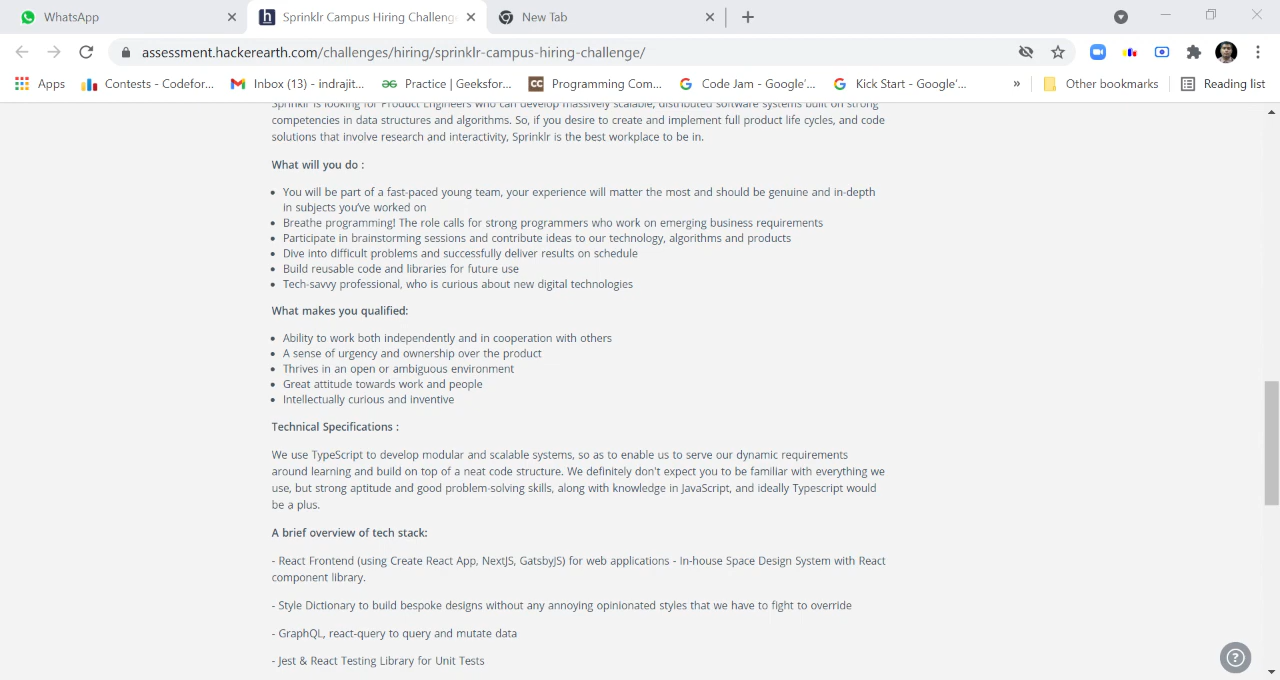 WhatsApp
Sprinklr Campus Hiring Challeng
New Tab
assessment.hackerearth.com/challenges/hiring/sprinklr-campus-hiring-challenge/
Apps
Contests - Codefor...
Inbox (13) - indrajit...
Practice | Geeksfor...
CC Programming Com...
Code Jam - Google'...
Kick Start - Google'...
»
Other bookmarks
Reading list
Sprinklr is looking for Product Engineers who can develop massively scalable, distributed software systems built on strong
competencies in data structures and algorithms. So, if you desire to create and implement full product life cycles, and code
solutions that involve research and interactivity, Sprinklr is the best workplace to be in.
What will you do :
• You will be part of a fast-paced young team, your experience will matter the most and should be genuine and in-depth
in subjects you've worked on
• Breathe programming! The role calls for strong programmers who work on emerging business requirements
• Participate in brainstorming sessions and contribute ideas to our technology, algorithms and products
• Dive into difficult problems and successfully deliver results on schedule
• Build reusable code and libraries for future use
• Tech-savvy professional, who is curious about new digital technologies
What makes you qualified:
• Ability to work both independently and in cooperation with others
• A sense of urgency and ownership over the product
• Thrives in an open or ambiguous environment
• Great attitude towards work and people
• Intellectually curious and inventive
Technical Specifications :
We use TypeScript to develop modular and scalable systems, so as to enable us to serve our dynamic requirements
around learning and build on top of a neat code structure. We definitely don't expect you to be familiar with everything we
use, but strong aptitude and good problem-solving skills, along with knowledge in JavaScript, and ideally Typescript would
be a plus.
A brief overview of tech stack:
- React Frontend (using Create React App, NextJS, GatsbyJS) for web applications - In-house Space Design System with React
component library.
- Style Dictionary to build bespoke designs without any annoying opinionated styles that we have to fight to override
- GraphQL, react-query to query and mutate data
- Jest & React Testing Library for Unit Tests